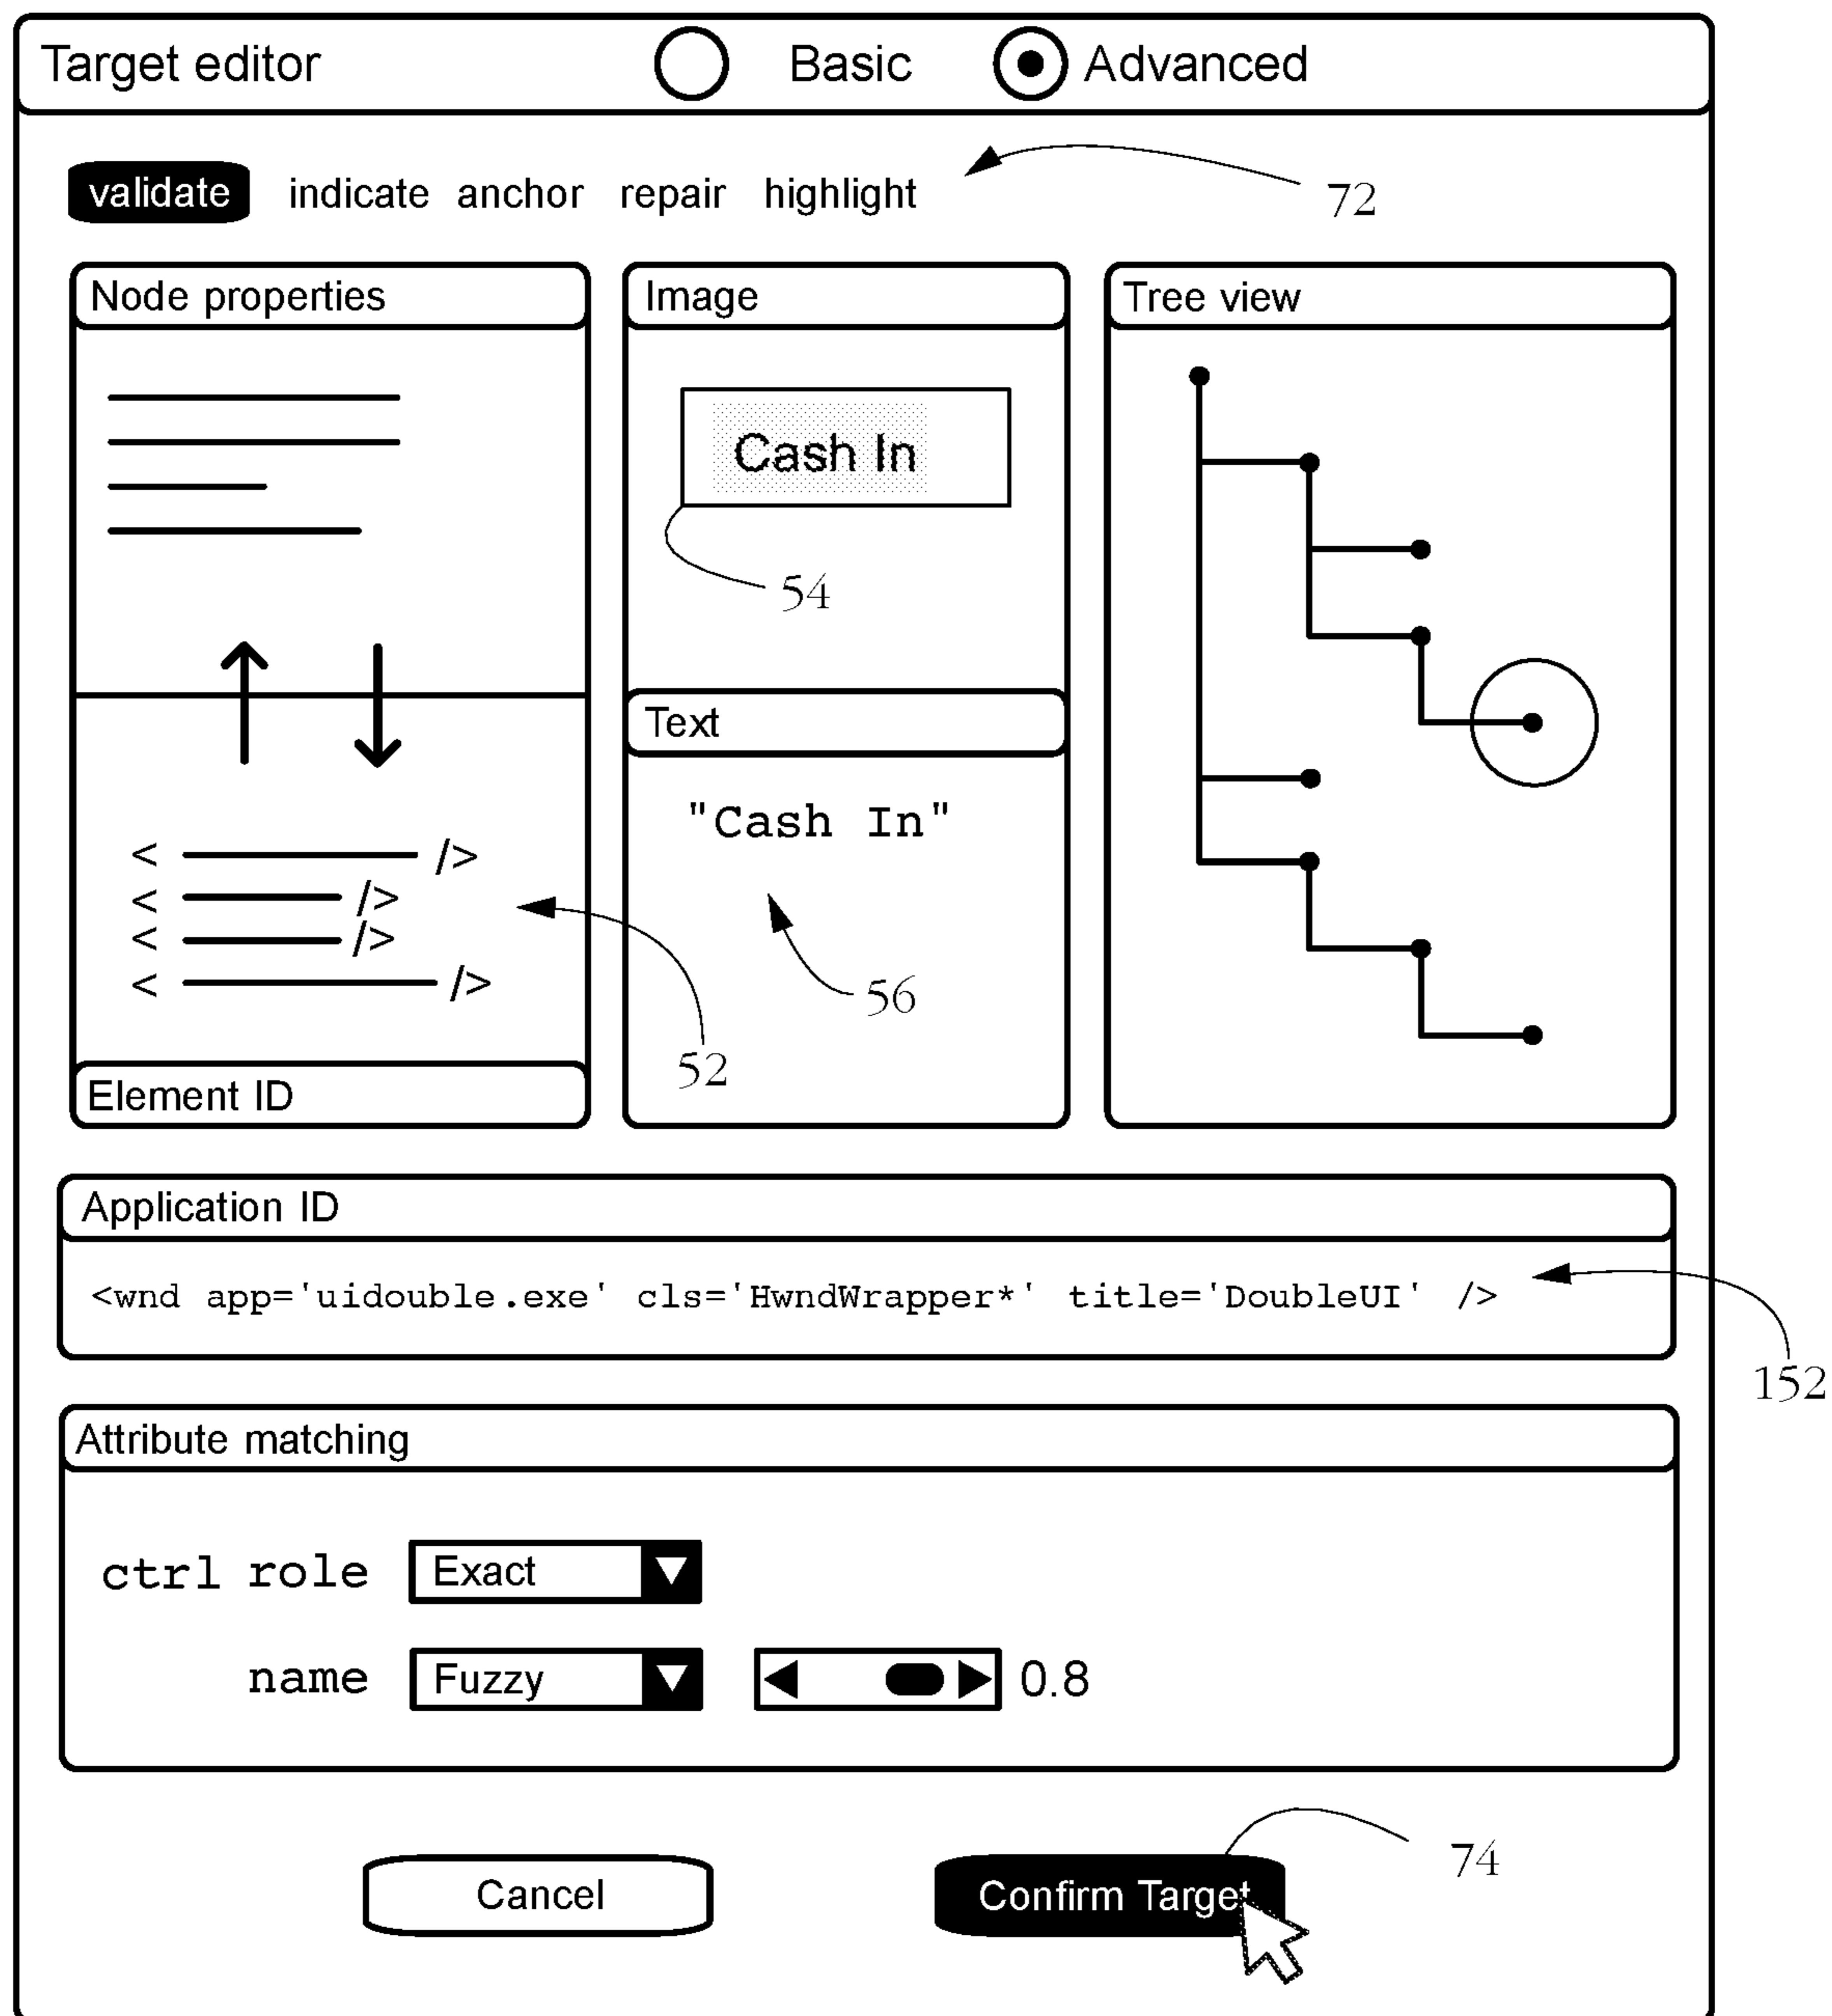 Target editor Basic Advanced
validate indicate anchor repair highlight
72
Node properties
Image
Cash In
54
Text
"Cash In"
56
Tree view
< />
< />
< />
< />
52
Element ID
Application ID
<wnd app='uidouble.exe' cls='HwndWrapper*' title='DoubleUI' />
152
Attribute matching
ctrl role Exact
name Fuzzy 0.8
74
Cancel Confirm Target